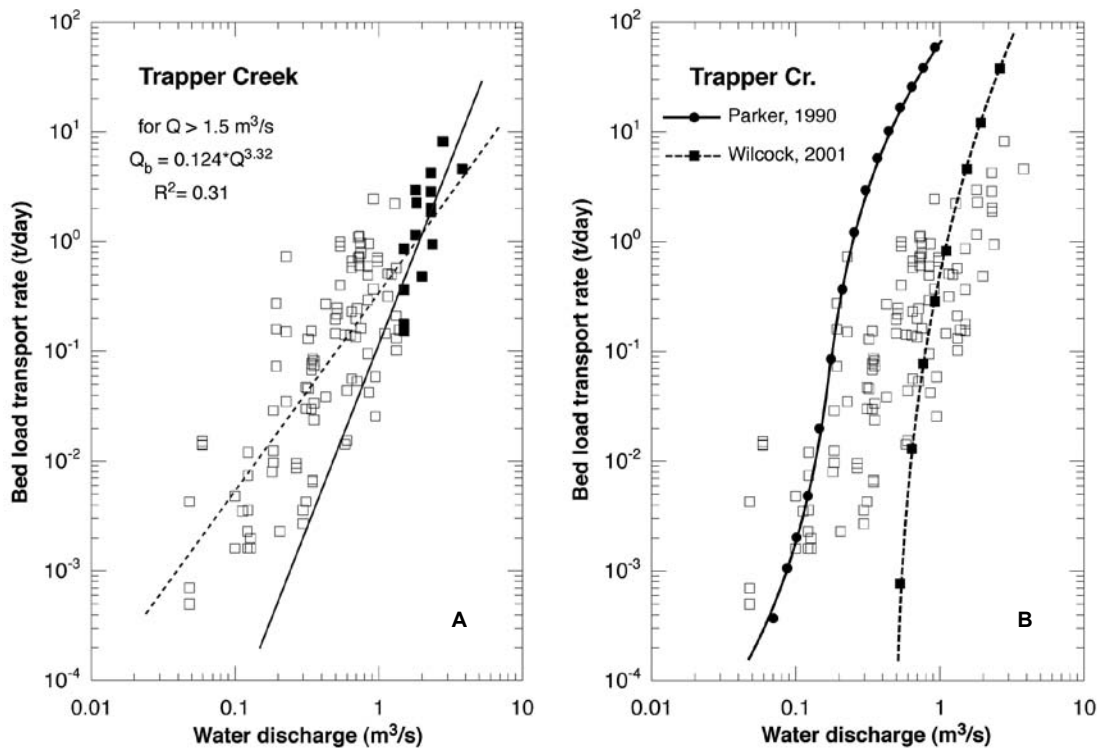 Trapper Creek
for Q > 1.5 m³/s
Q_b = 0.124*Q^3.32
R² = 0.31
Bed load transport rate (t/day)
10²
10¹
10⁰
10⁻¹
10⁻²
10⁻³
10⁻⁴
0.01
0.1
1
10
Water discharge (m³/s)
A
Trapper Cr.
Parker, 1990
Wilcock, 2001
Bed load transport rate (t/day)
10²
10¹
10⁰
10⁻¹
10⁻²
10⁻³
10⁻⁴
0.01
0.1
1
10
Water discharge (m³/s)
B